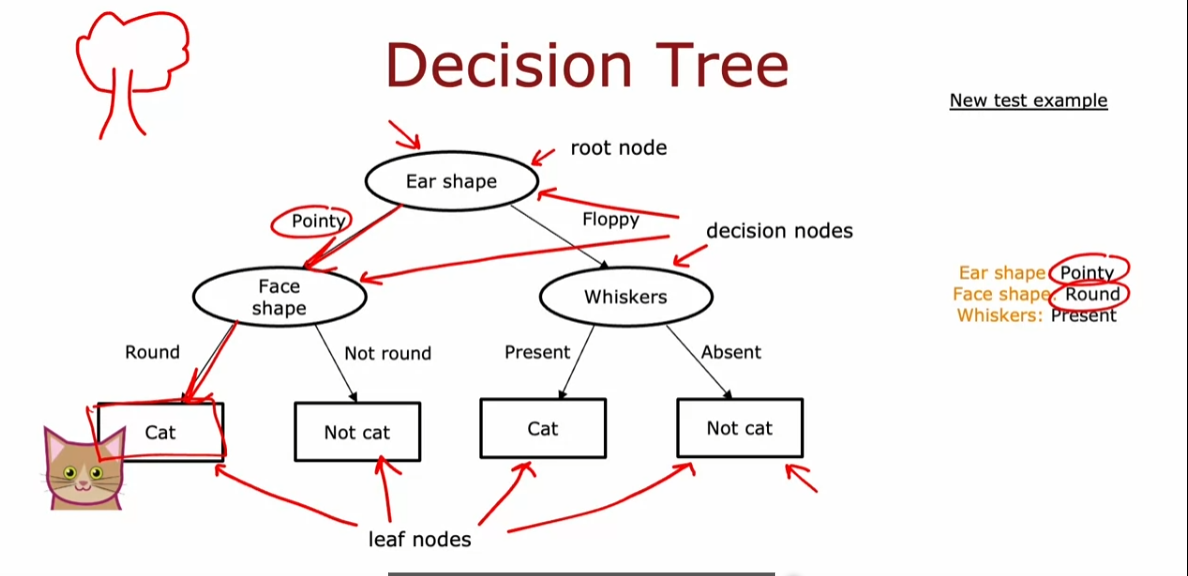 Decision Tree
New test example
root node
Ear shape
Pointy
Floppy
decision nodes
Face
shape
Whiskers
Ear shape: Pointy
Face shape: Round
Whiskers: Present
Round
Not round
Present
Absent
Cat
Not cat
Cat
Not cat
leaf nodes